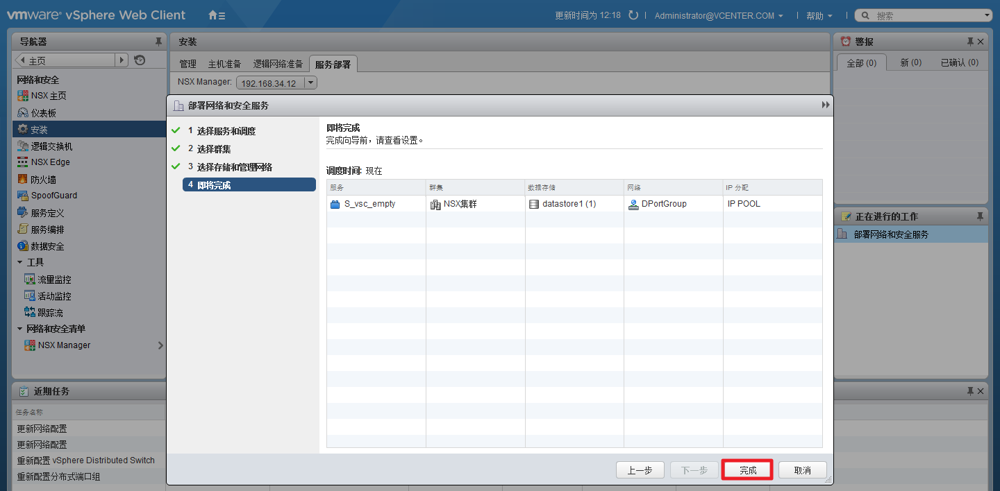 vmware® vSphere Web Client
更新时间为 12:18
Administrator@VCENTER.COM
帮助
搜索
导航器
主页
网络和安全
NSX 主页
仪表板
安装
逻辑交换机
NSX Edge
防火墙
SpoofGuard
服务定义
服务编排
数据安全
工具
流量监控
活动监控
跟踪流
网络和安全清单
NSX Manager
安装
管理 主机准备 逻辑网络准备 服务部署
NSX Manager: 192.168.34.12
部署网络和安全服务
1 选择服务和调度
2 选择群集
3 选择存储和管理网络
4 即将完成
即将完成
完成向导前，请查看设置。
调度时间: 现在
服务 群集 数据存储 网络 IP 分配
S_vsc_empty NSX集群 datastore1 (1) DPortGroup IP POOL
上一步 下一步 完成 取消
警报
全部 (0) 新 (0) 已确认 (0)
正在进行的工作
部署网络和安全服务
近期任务
任务名称
更新网络配置
更新网络配置
重新配置 vSphere Distributed Switch
重新配置分布式端口组